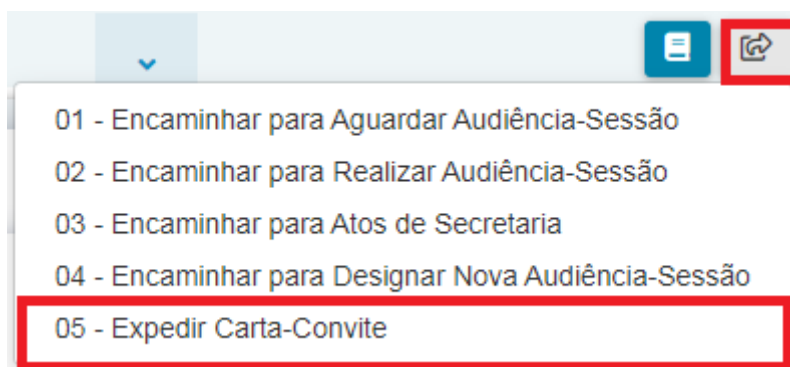 01 - Encaminhar para Aguardar Audiência-Sessão
02 - Encaminhar para Realizar Audiência-Sessão
03 - Encaminhar para Atos de Secretaria
04 - Encaminhar para Designar Nova Audiência-Sessão
05 - Expedir Carta-Convite